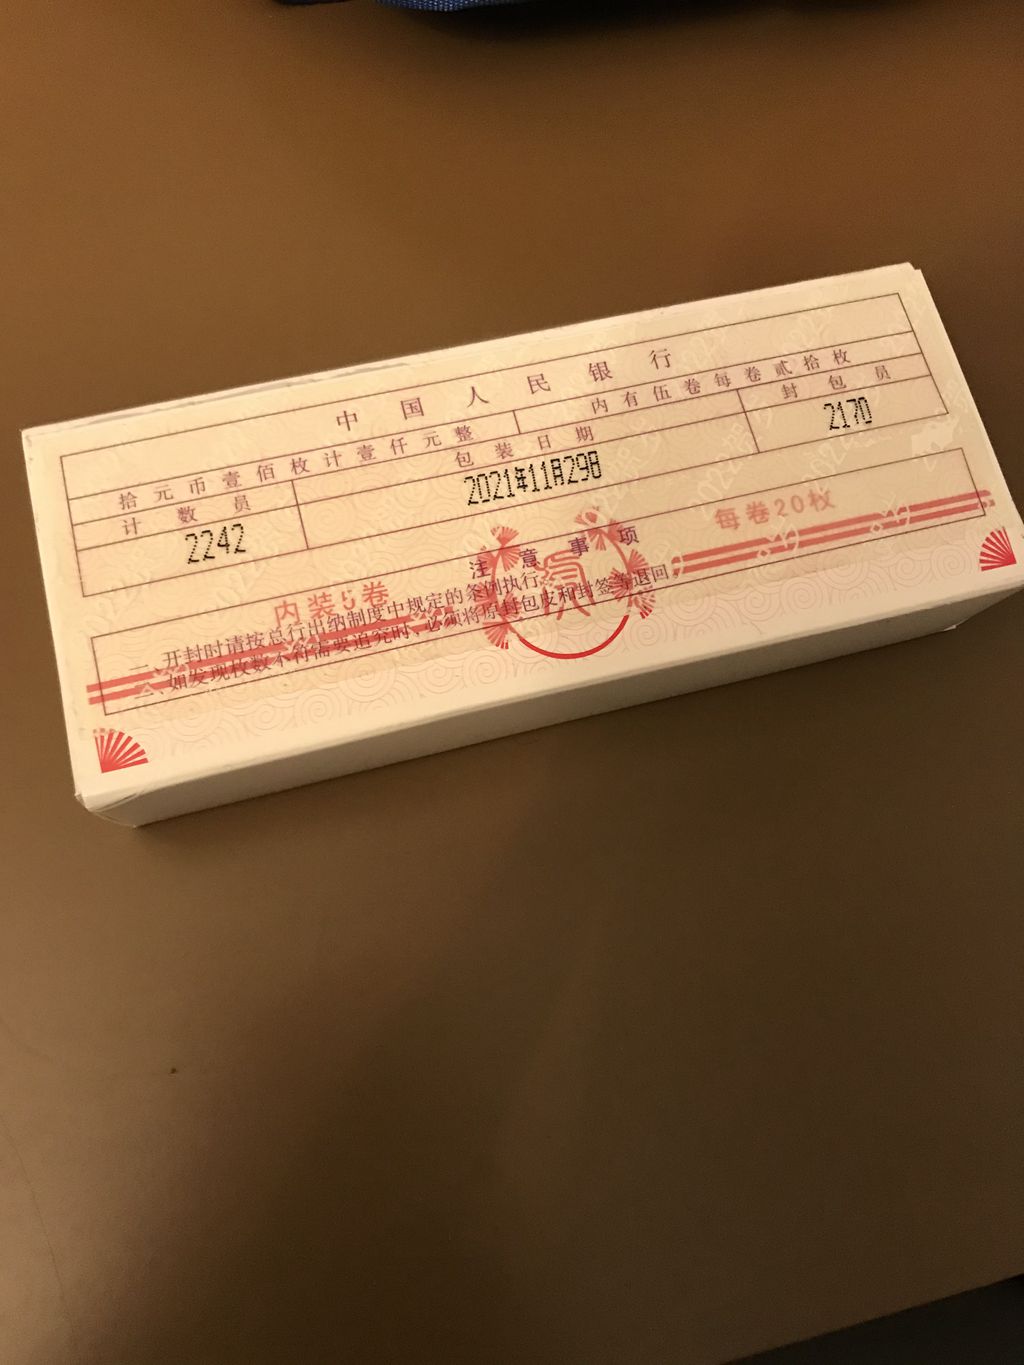 中国人民银行
拾元币壹佰枚计壹仟元整 内有伍卷每卷贰拾枚
计数员 包装日期 封包员
2242 2021年11月29日 2170
内装5卷 每卷20枚
注意事项
一、开封时请按总行出纳制度中规定的条例执行。
二、如发现枚数不符需要追究时、必须将原封包皮和封签等退回。